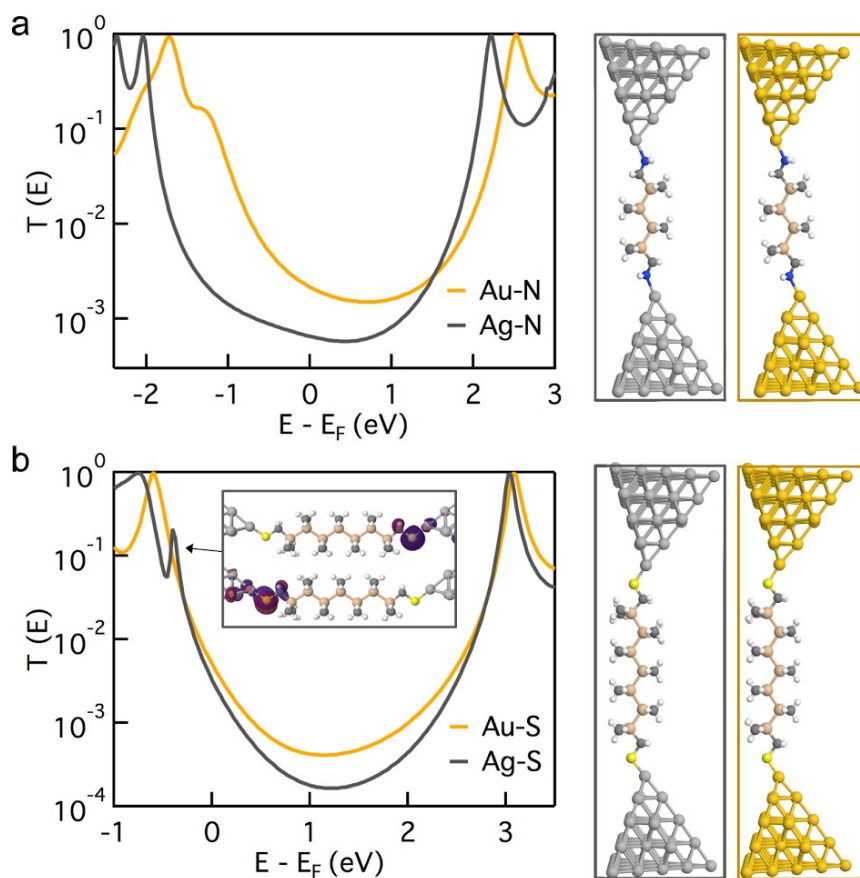 a
T (E)
10^0
10^-1
10^-2
10^-3
-2 -1 0 1 2 3
E - E_F (eV)
Au-N
Ag-N
b
T (E)
10^0
10^-1
10^-2
10^-3
10^-4
-1 0 1 2 3
E - E_F (eV)
Au-S
Ag-S